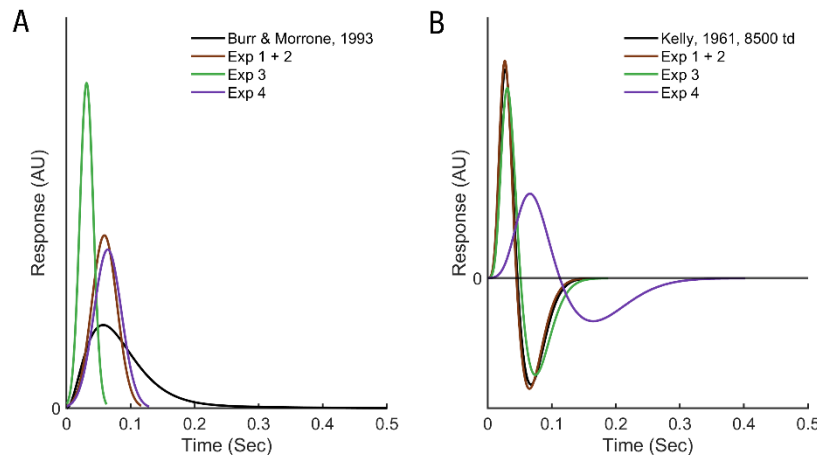 A
Burr & Morrone, 1993
Exp 1 + 2
Exp 3
Exp 4
Response (AU)
0
0 0.1 0.2 0.3 0.4 0.5
Time (Sec)
B
Kelly, 1961, 8500 td
Exp 1 + 2
Exp 3
Exp 4
Response (AU)
0
0 0.1 0.2 0.3 0.4 0.5
Time (Sec)